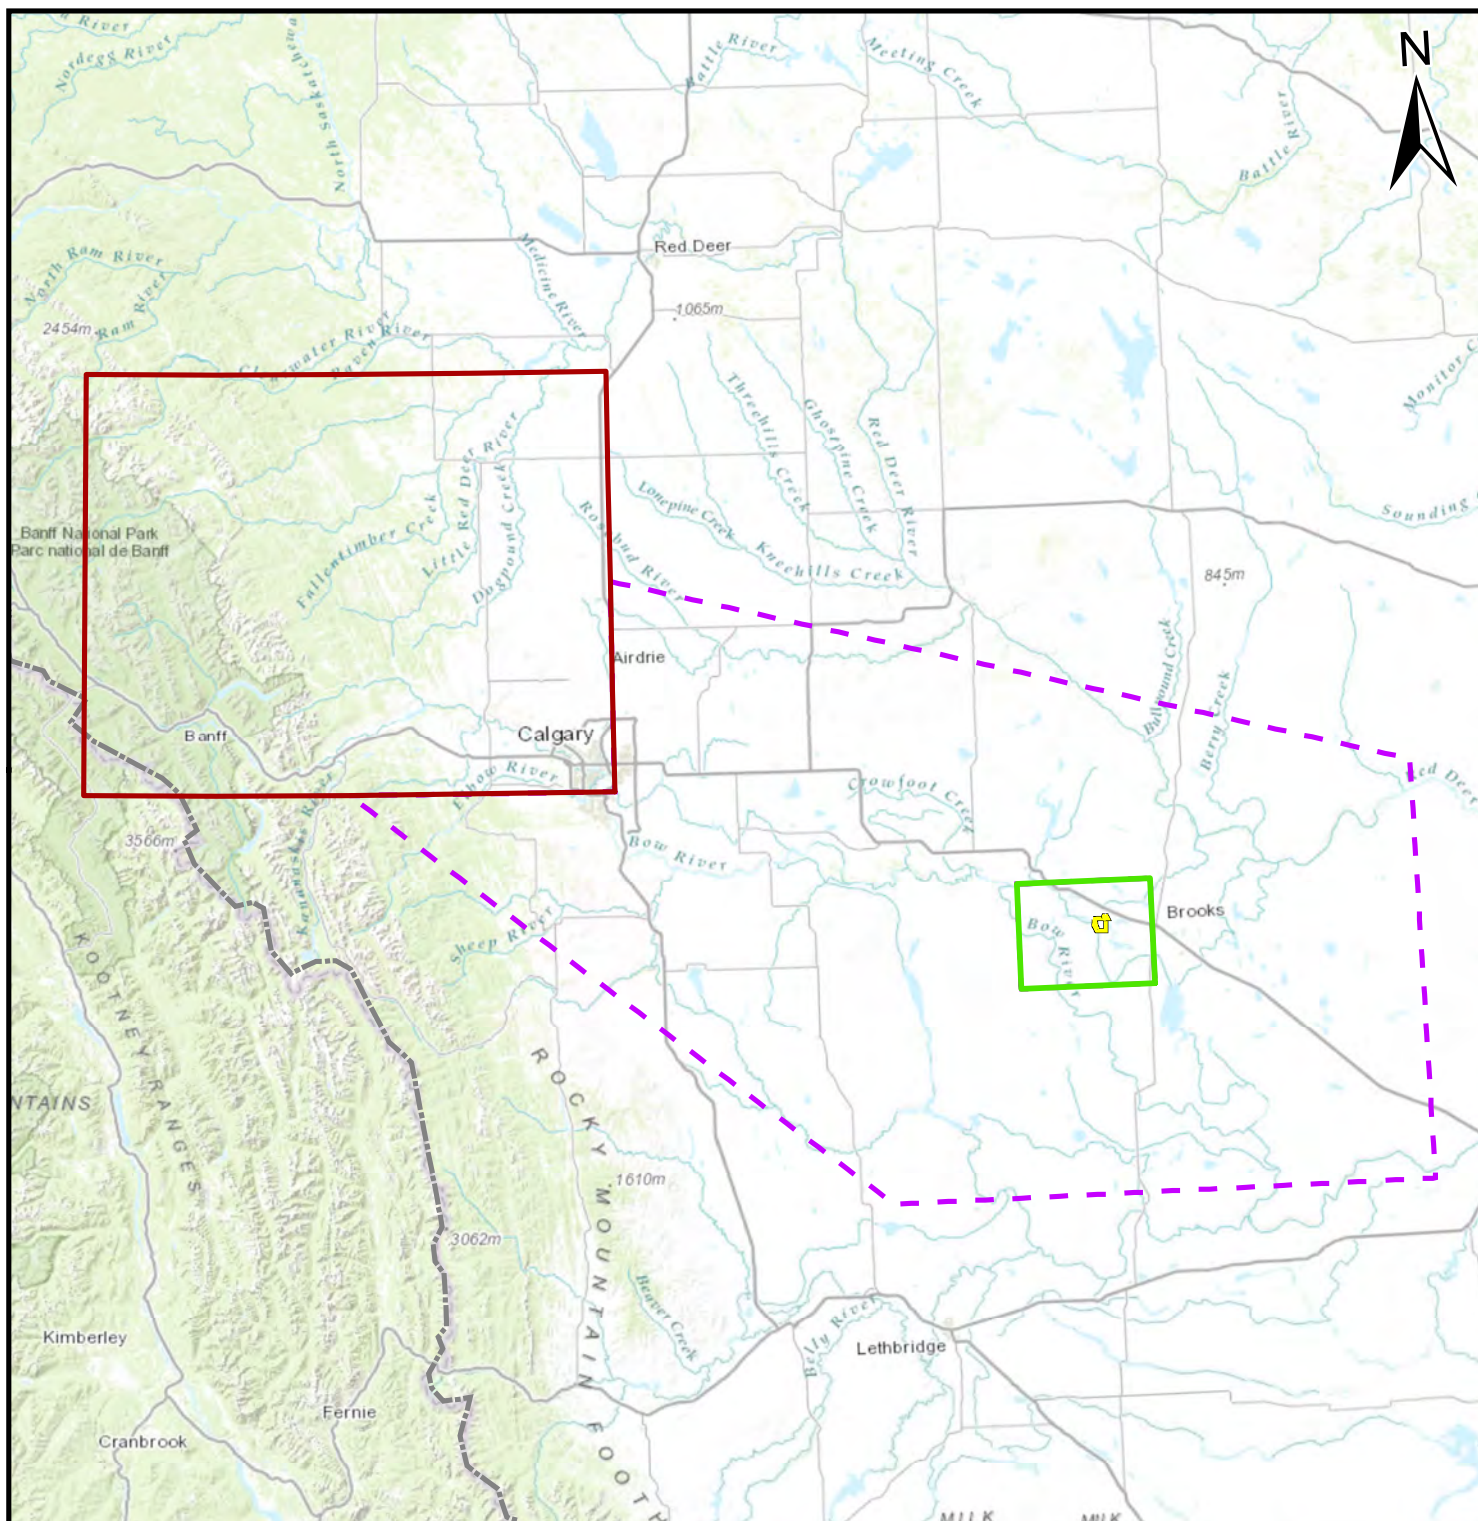 River
Nordegg River
North Saskatchew
Battle River
Meeting Creek
N
Battle River
Red Deer
North Ram River
Medicine River
Ram River
2454m
1065m
Clearwater River
Raven River
Monitor C
Threehills Creek
Ghostpine Creek
Red Deer River
Little Red Deer River
Dogpound Creek
Fallentimber Creek
Lonepine Creek
Rosebud River
Kneehills Creek
Sounding
Banff National Park
Parc national de Banff
845m
Airdrie
Bullpound Creek
Berry Creek
Banff
Calgary
Elbow River
Crowfoot Creek
Red Deer
3566m
Kananaskis River
Bow River
Brooks
Bow River
Sheep River
KOOTNEY RANGES
NTAINS
ROCKY MOUNTAIN FOOTH
1610m
3062m
Beaver Creek
Belly River
Kimberley
Lethbridge
Fernie
Cranbrook
MILK
MILK